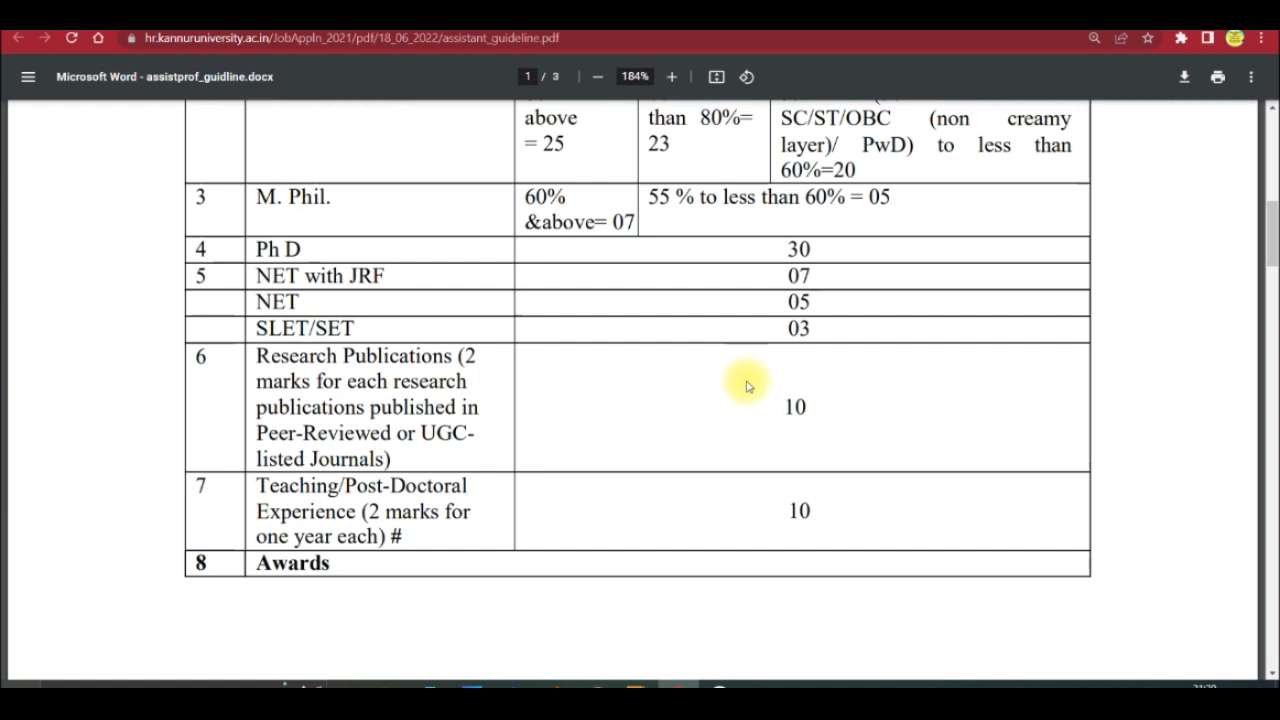 hr.kannuruniversity.ac.in/JobAppln_2021/pdf/18_06_2022/assistant_guideline.pdf
Microsoft Word - assistprof_guidline.docx
1 / 3
184%
above
= 25
than 80%=
23
SC/ST/OBC (non creamy
layer)/ PwD) to less than
60%=20
3
M. Phil.
60%
&above= 07
55 % to less than 60% = 05
4
Ph D
30
5
NET with JRF
07
NET
05
SLET/SET
03
6
Research Publications (2
marks for each research
publications published in
Peer-Reviewed or UGC-
listed Journals)
10
7
Teaching/Post-Doctoral
Experience (2 marks for
one year each) #
10
8
Awards